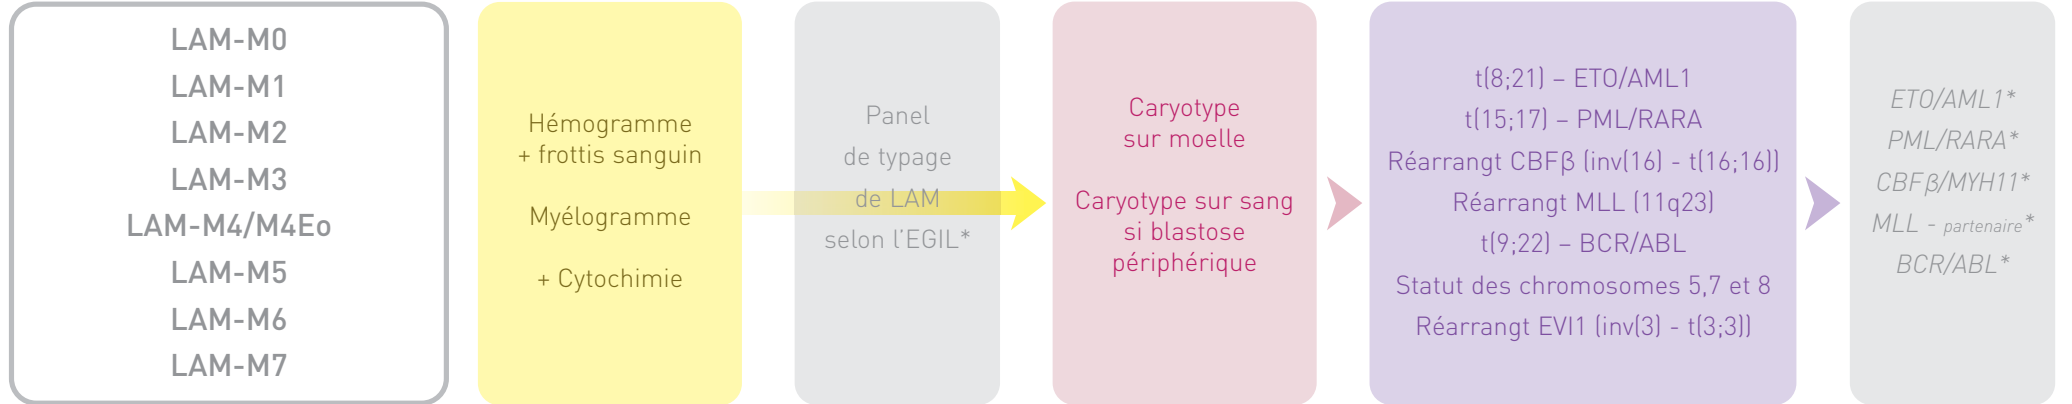 LAM-M0
LAM-M1
LAM-M2
LAM-M3
LAM-M4/M4Eo
LAM-M5
LAM-M6
LAM-M7
Hémogramme
+ frottis sanguin
Myélogramme
+ Cytochimie
Panel
de typage
de LAM
selon l'EGIL*
Caryotype
sur moelle
Caryotype sur sang
si blastose
périphérique
t(8;21) – ETO/AML1
t(15;17) – PML/RARA
Réarrangt CBFβ (inv(16) - t(16;16))
Réarrangt MLL (11q23)
t(9;22) – BCR/ABL
Statut des chromosomes 5,7 et 8
Réarrangt EVI1 (inv(3) - t(3;3))
ETO/AML1*
PML/RARA*
CBFβ/MYH11*
MLL - partenaire*
BCR/ABL*